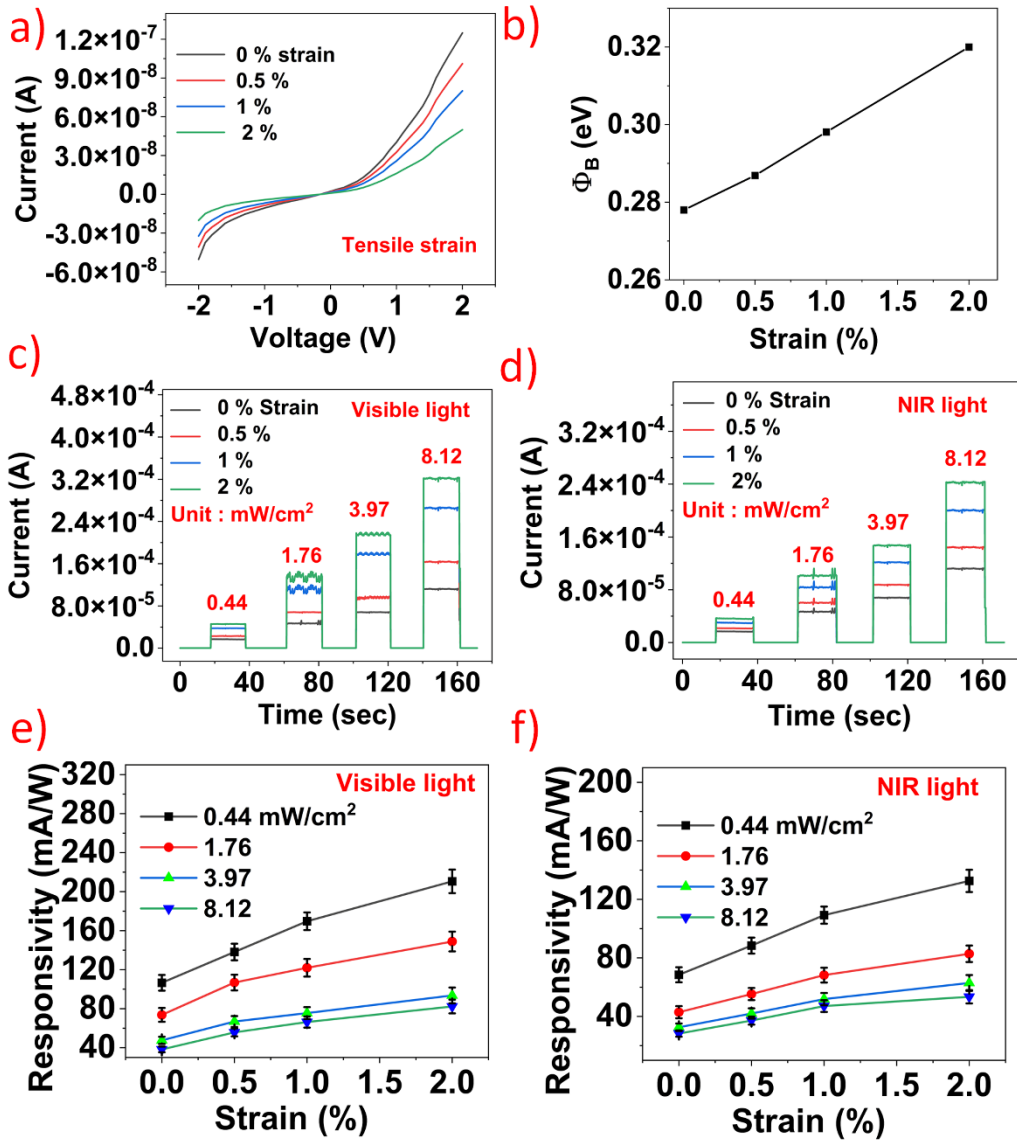 a)
1.2×10⁻⁷
9.0×10⁻⁸
6.0×10⁻⁸
3.0×10⁻⁸
0.0
-3.0×10⁻⁸
-6.0×10⁻⁸
Current (A)
0 % strain
0.5 %
1 %
2 %
Tensile strain
-2 -1 0 1 2
Voltage (V)
b)
0.32
0.30
0.28
0.26
Φ_B (eV)
0.0 0.5 1.0 1.5 2.0
Strain (%)
c)
4.8×10⁻⁴
4.0×10⁻⁴
3.2×10⁻⁴
2.4×10⁻⁴
1.6×10⁻⁴
8.0×10⁻⁵
0.0
Current (A)
0 % Strain
0.5 %
1 %
2 %
Visible light
Unit : mW/cm²
0.44
1.76
3.97
8.12
0 40 80 120 160
Time (sec)
d)
3.2×10⁻⁴
2.4×10⁻⁴
1.6×10⁻⁴
8.0×10⁻⁵
0.0
Current (A)
0 % Strain
0.5 %
1 %
2%
NIR light
Unit : mW/cm²
0.44
1.76
3.97
8.12
0 40 80 120 160
Time (sec)
e)
320
280
240
200
160
120
80
40
Responsivity (mA/W)
Visible light
0.44 mW/cm²
1.76
3.97
8.12
0.0 0.5 1.0 1.5 2.0
Strain (%)
f)
200
160
120
80
40
Responsivity (mA/W)
NIR light
0.44 mW/cm²
1.76
3.97
8.12
0.0 0.5 1.0 1.5 2.0
Strain (%)